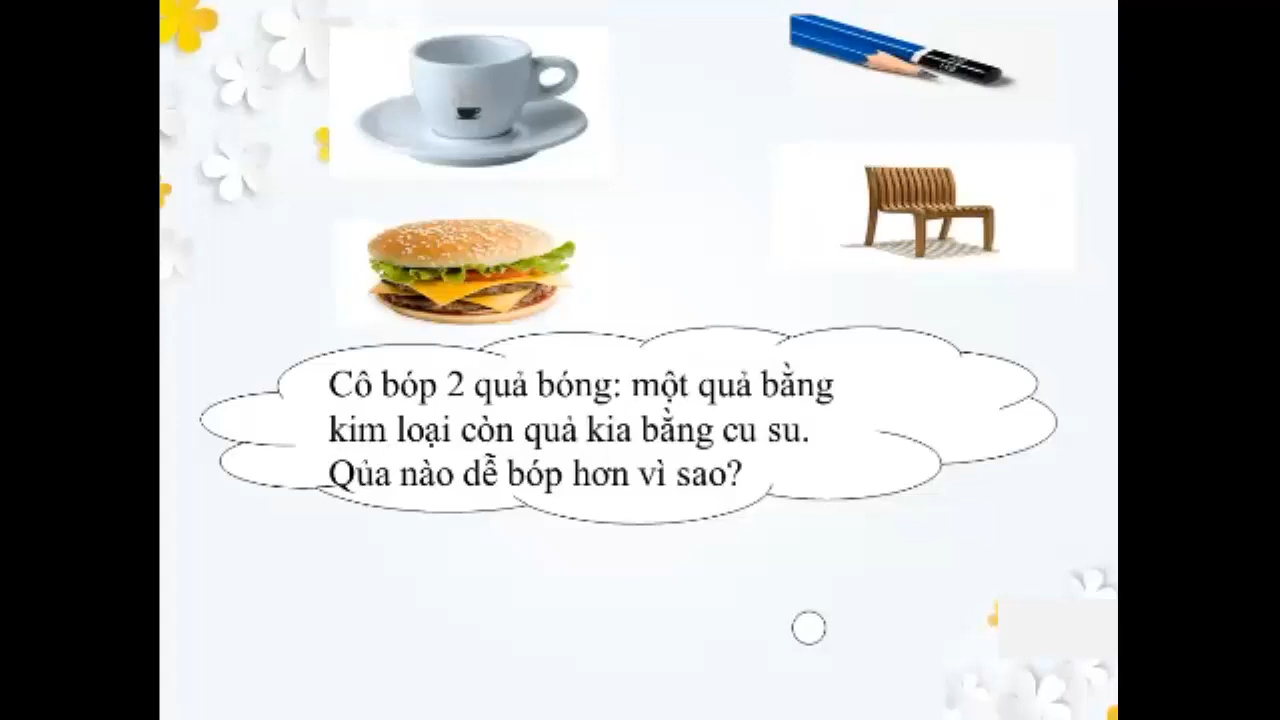 Cô bóp 2 quả bóng: một quả bằng
kim loại còn quả kia bằng cu su.
Qủa nào dễ bóp hơn vì sao?